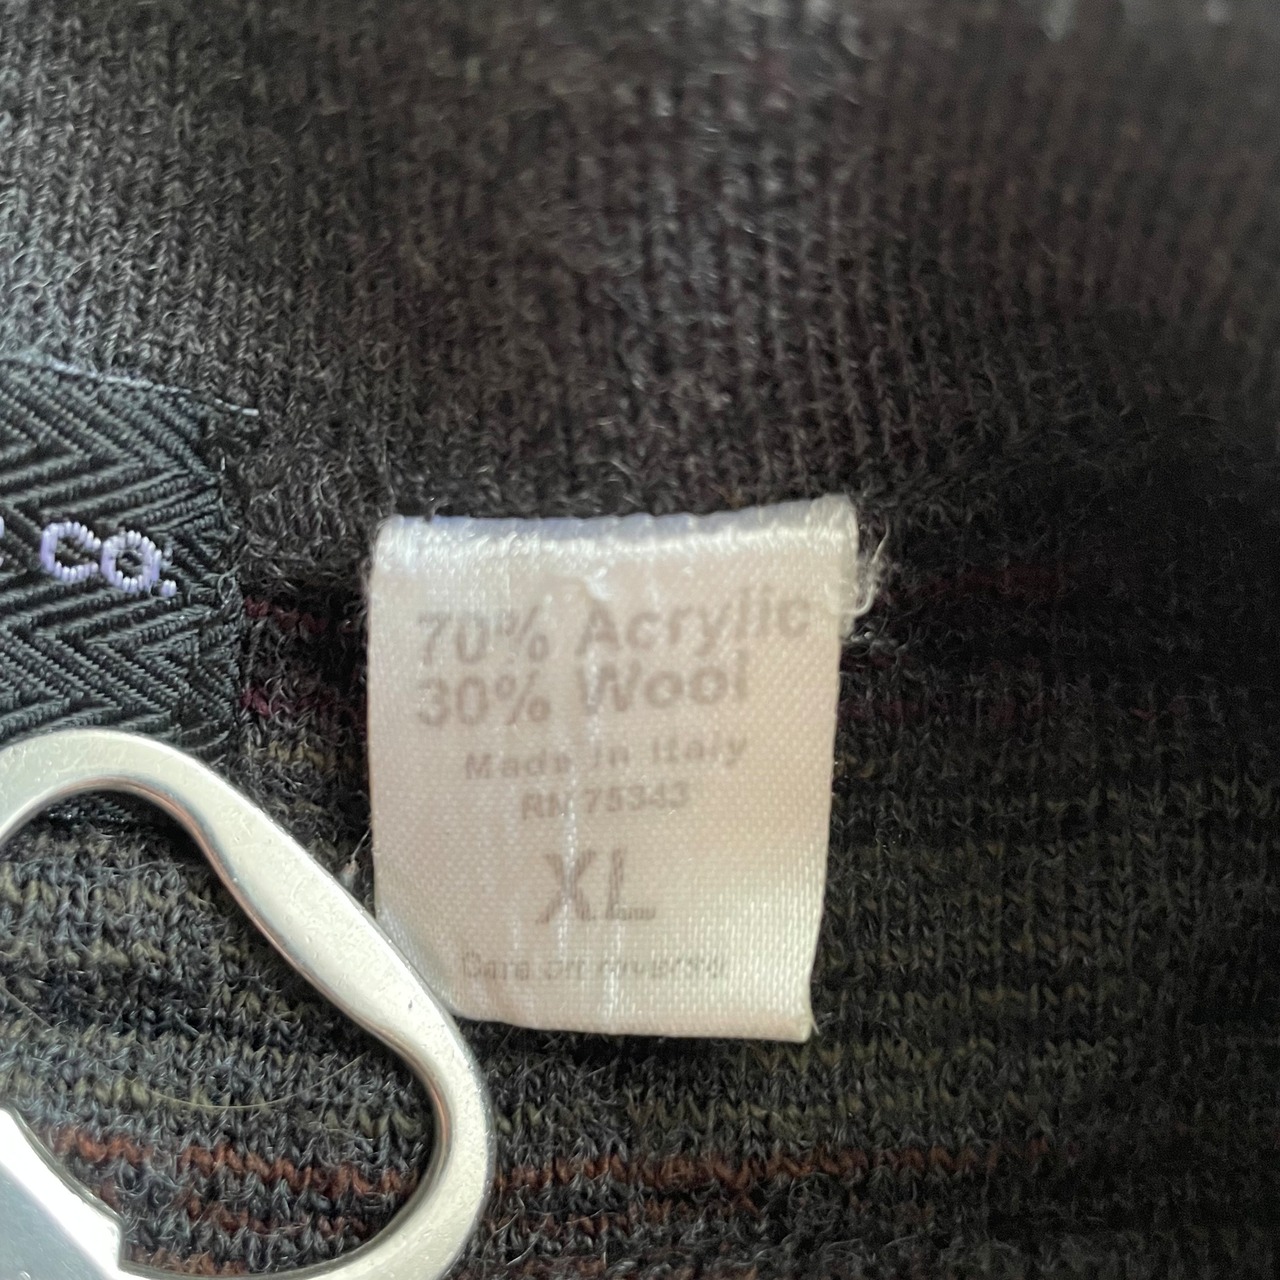 co.
70% Acrylic
30% Wool
Made in Italy
RN 75343
XL
Care on reverse